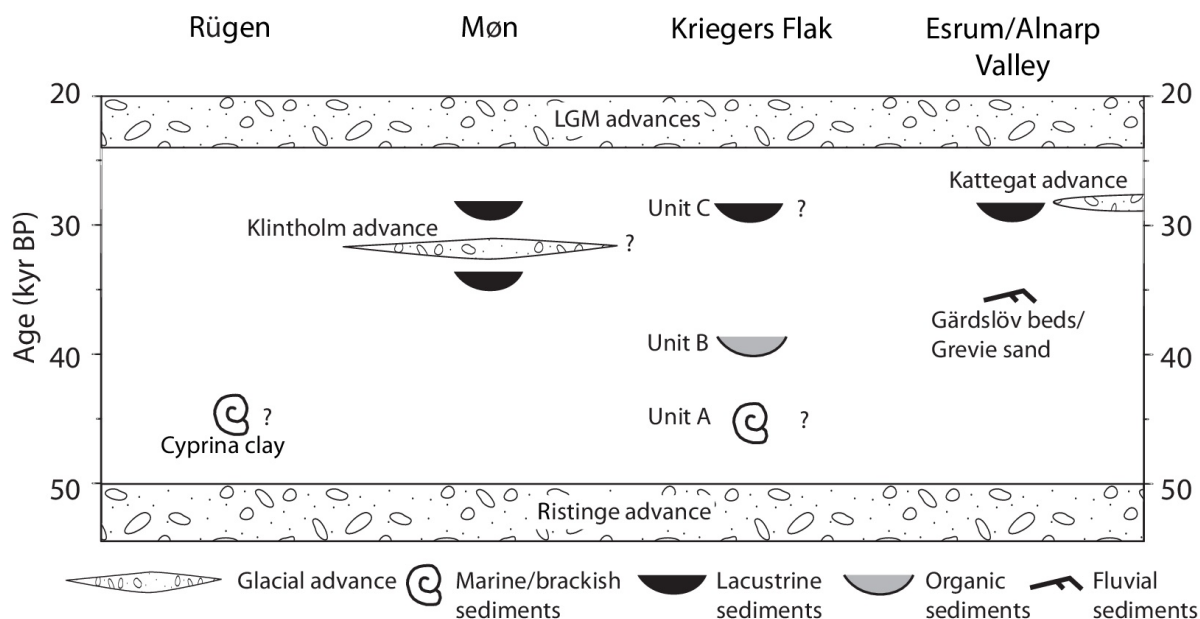 Rügen
Møn
Kriegers Flak
Esrum/Alnarp
Valley
20
20
LGM advances
Kattegat advance
Unit C
?
30
30
Klintholm advance
?
Age (kyr BP)
Gärdslöv beds/
Grevie sand
Unit B
40
40
Unit A
?
?
Cyprina clay
50
50
Ristinge advance
Glacial advance
Marine/brackish
sediments
Lacustrine
sediments
Organic
sediments
Fluvial
sediments